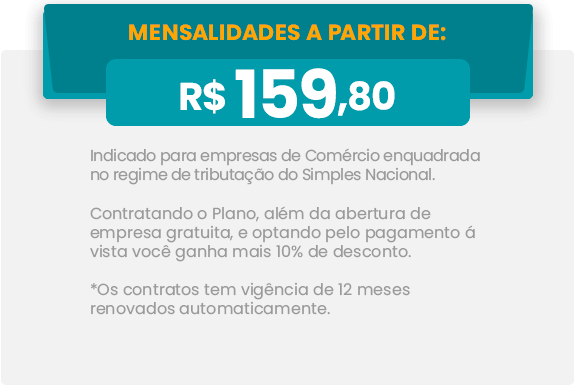 MENSALIDADES A PARTIR DE:
R$ 159,80
Indicado para empresas de Comércio enquadrada
no regime de tributação do Simples Nacional.
Contratando o Plano, além da abertura de
empresa gratuita, e optando pelo pagamento á
vista você ganha mais 10% de desconto.
*Os contratos tem vigência de 12 meses
renovados automaticamente.